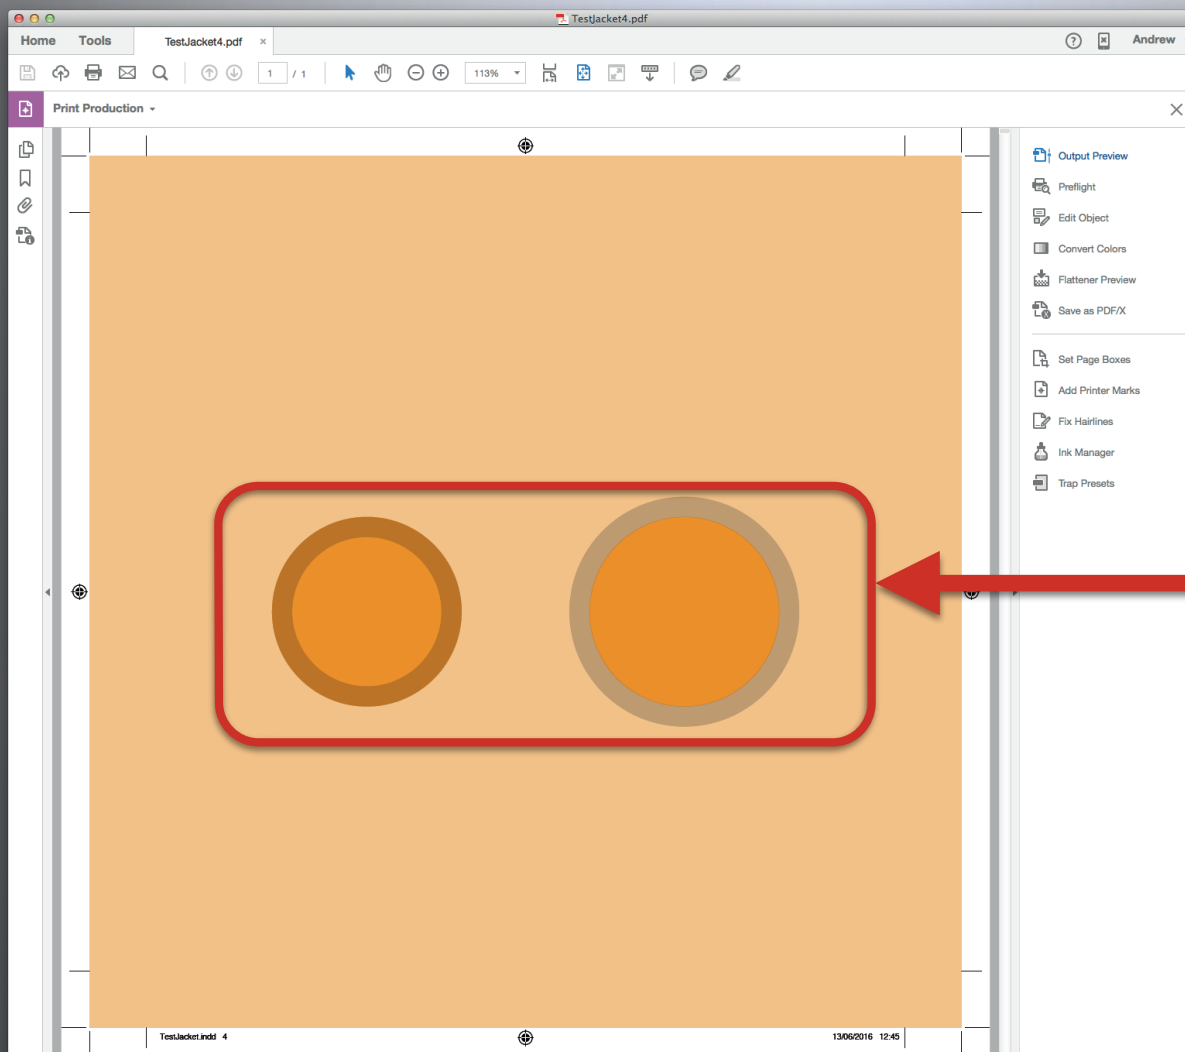 TestJacket4.pdf
Home Tools TestJacket4.pdf × Andrew
1 / 1 113%
Print Production
Output Preview
Preflight
Edit Object
Convert Colors
Flattener Preview
Save as PDF/X
Set Page Boxes
Add Printer Marks
Fix Hairlines
Ink Manager
Trap Presets
TestJacket.indd 4 13/06/2016 12:45